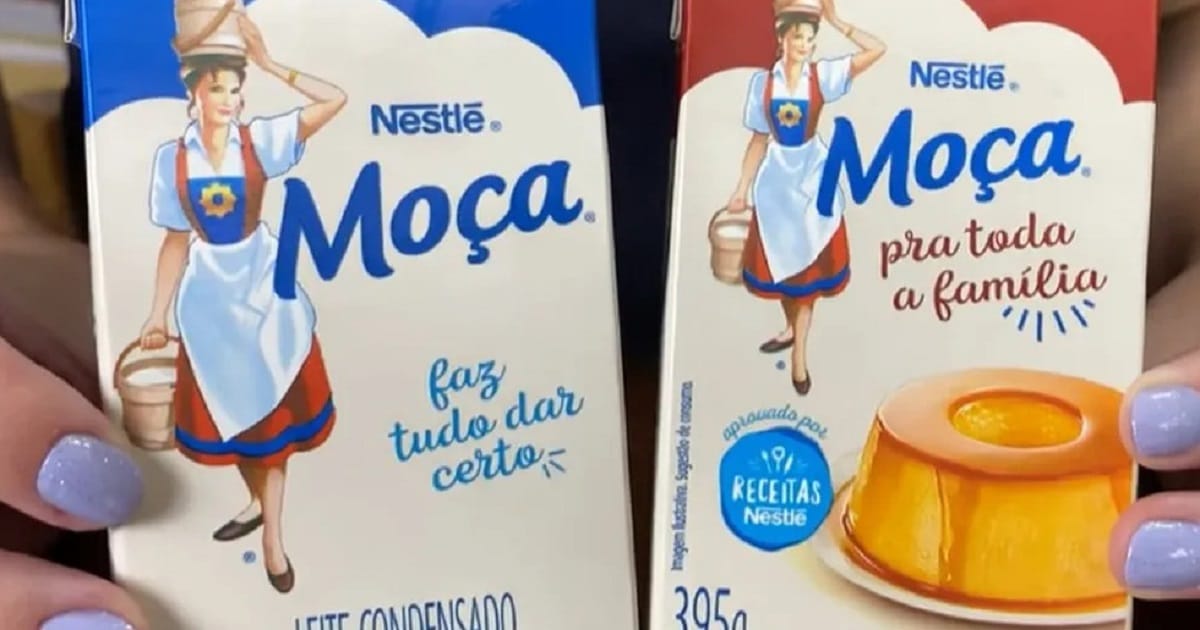 Nestlé®
Moça®
faz
tudo dar
certo
LEITE CONDENSADO
Nestlé®
Moça®
pra toda
a família
aprovado por
RECEITAS
Nestlé
Imagem Ilustrativa. Sugestão de consumo.
395g